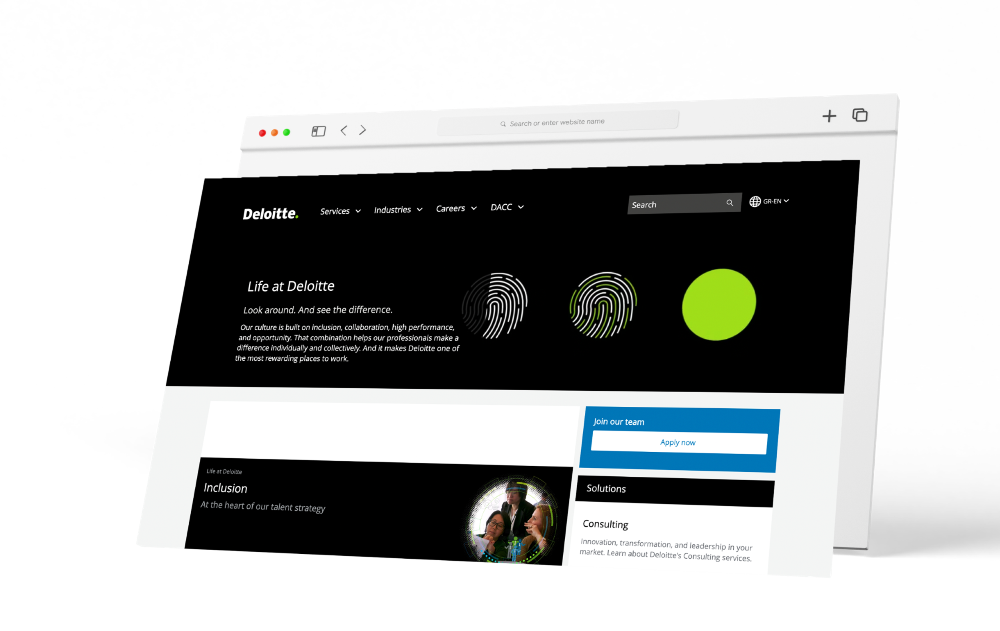 Search or enter website name
Deloitte.
Services
Industries
Careers
DACC
Search
GR-EN
Life at Deloitte
Look around. And see the difference.
Our culture is built on inclusion, collaboration, high performance,
and opportunity. That combination helps our professionals make a
difference individually and collectively. And it makes Deloitte one of
the most rewarding places to work.
Join our team
Apply now
Life at Deloitte
Inclusion
At the heart of our talent strategy
Solutions
Consulting
Innovation, transformation, and leadership in your
market. Learn about Deloitte's Consulting services.